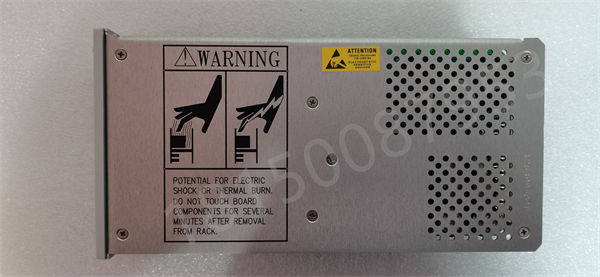 WARNING
ATTENTION
POTENTIAL FOR ELECTRIC
SHOCK OR THERMAL BURN.
DO NOT TOUCH BOARD
COMPONENTS FOR SEVERAL
MINUTES AFTER REMOVAL
FROM RACK.